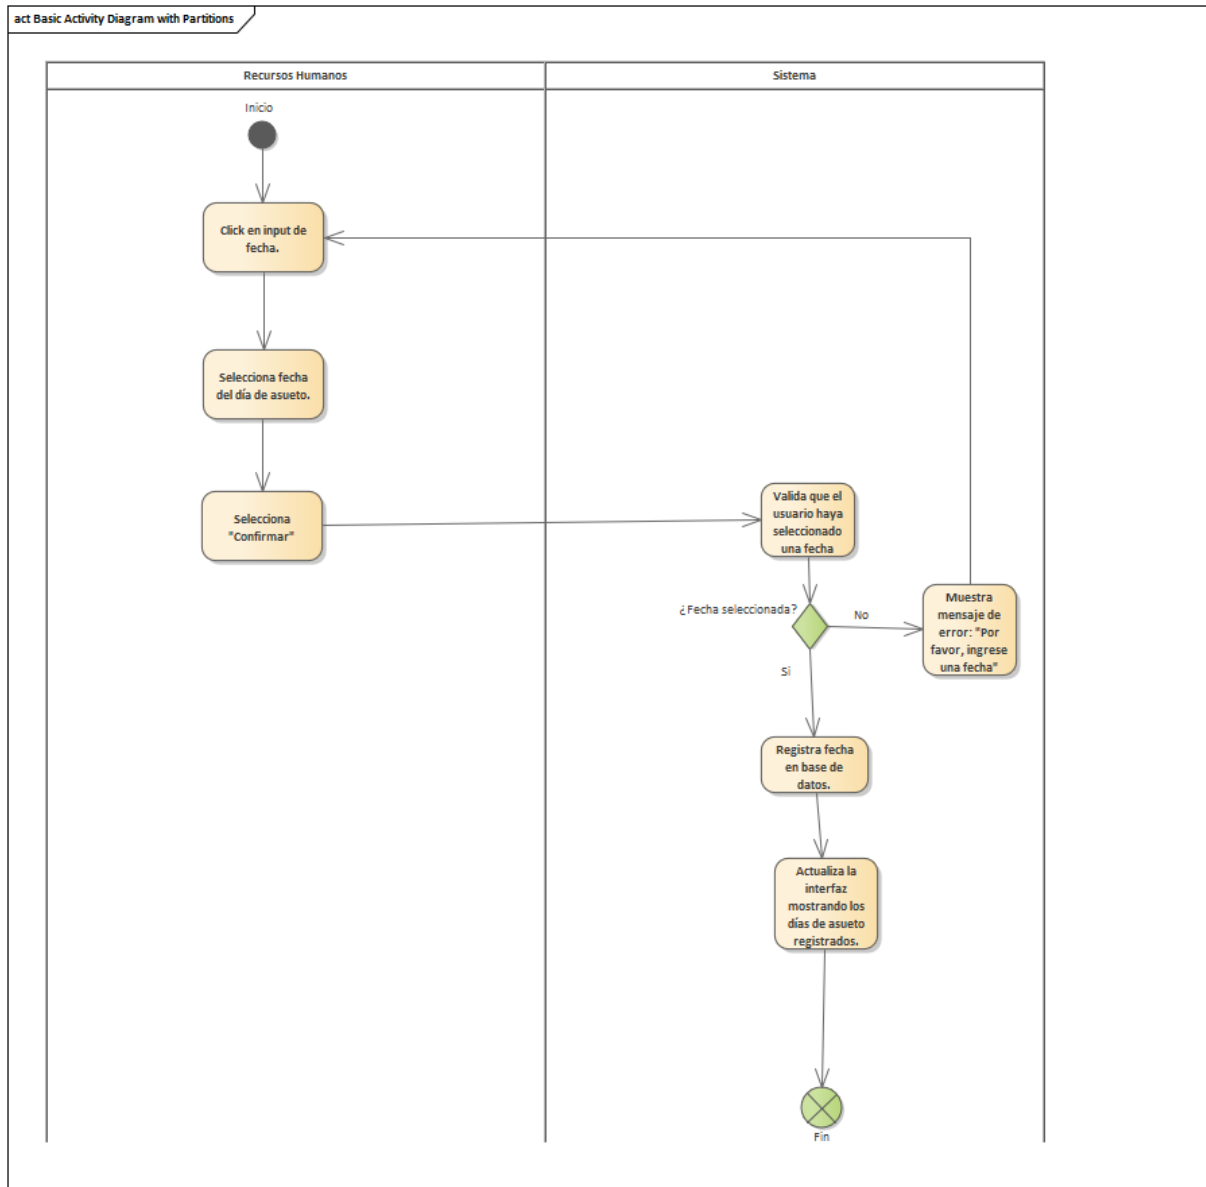 act Basic Activity Diagram with Partitions
Recursos Humanos
Sistema
Inicio
Click en input de
fecha.
Selecciona fecha
del día de asueto.
Selecciona
"Confirmar"
Valida que el
usuario haya
seleccionado
una fecha
¿Fecha seleccionada?
No
Muestra
mensaje de
error: "Por
favor, ingrese
una fecha"
Si
Registra fecha
en base de
datos.
Actualiza la
interfaz
mostrando los
días de asueto
registrados.
Fin